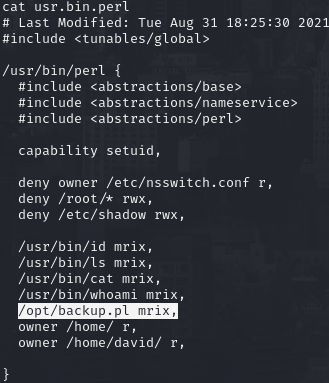 cat usr.bin.perl
# Last Modified: Tue Aug 31 18:25:30 2021
#include <tunables/global>
/usr/bin/perl {
#include <abstractions/base>
#include <abstractions/nameservice>
#include <abstractions/perl>
capability setuid,
deny owner /etc/nsswitch.conf r,
deny /root/* rwx,
deny /etc/shadow rwx,
/usr/bin/id mrix,
/usr/bin/ls mrix,
/usr/bin/cat mrix,
/usr/bin/whoami mrix,
/opt/backup.pl mrix,
owner /home/ r,
owner /home/david/ r,
}